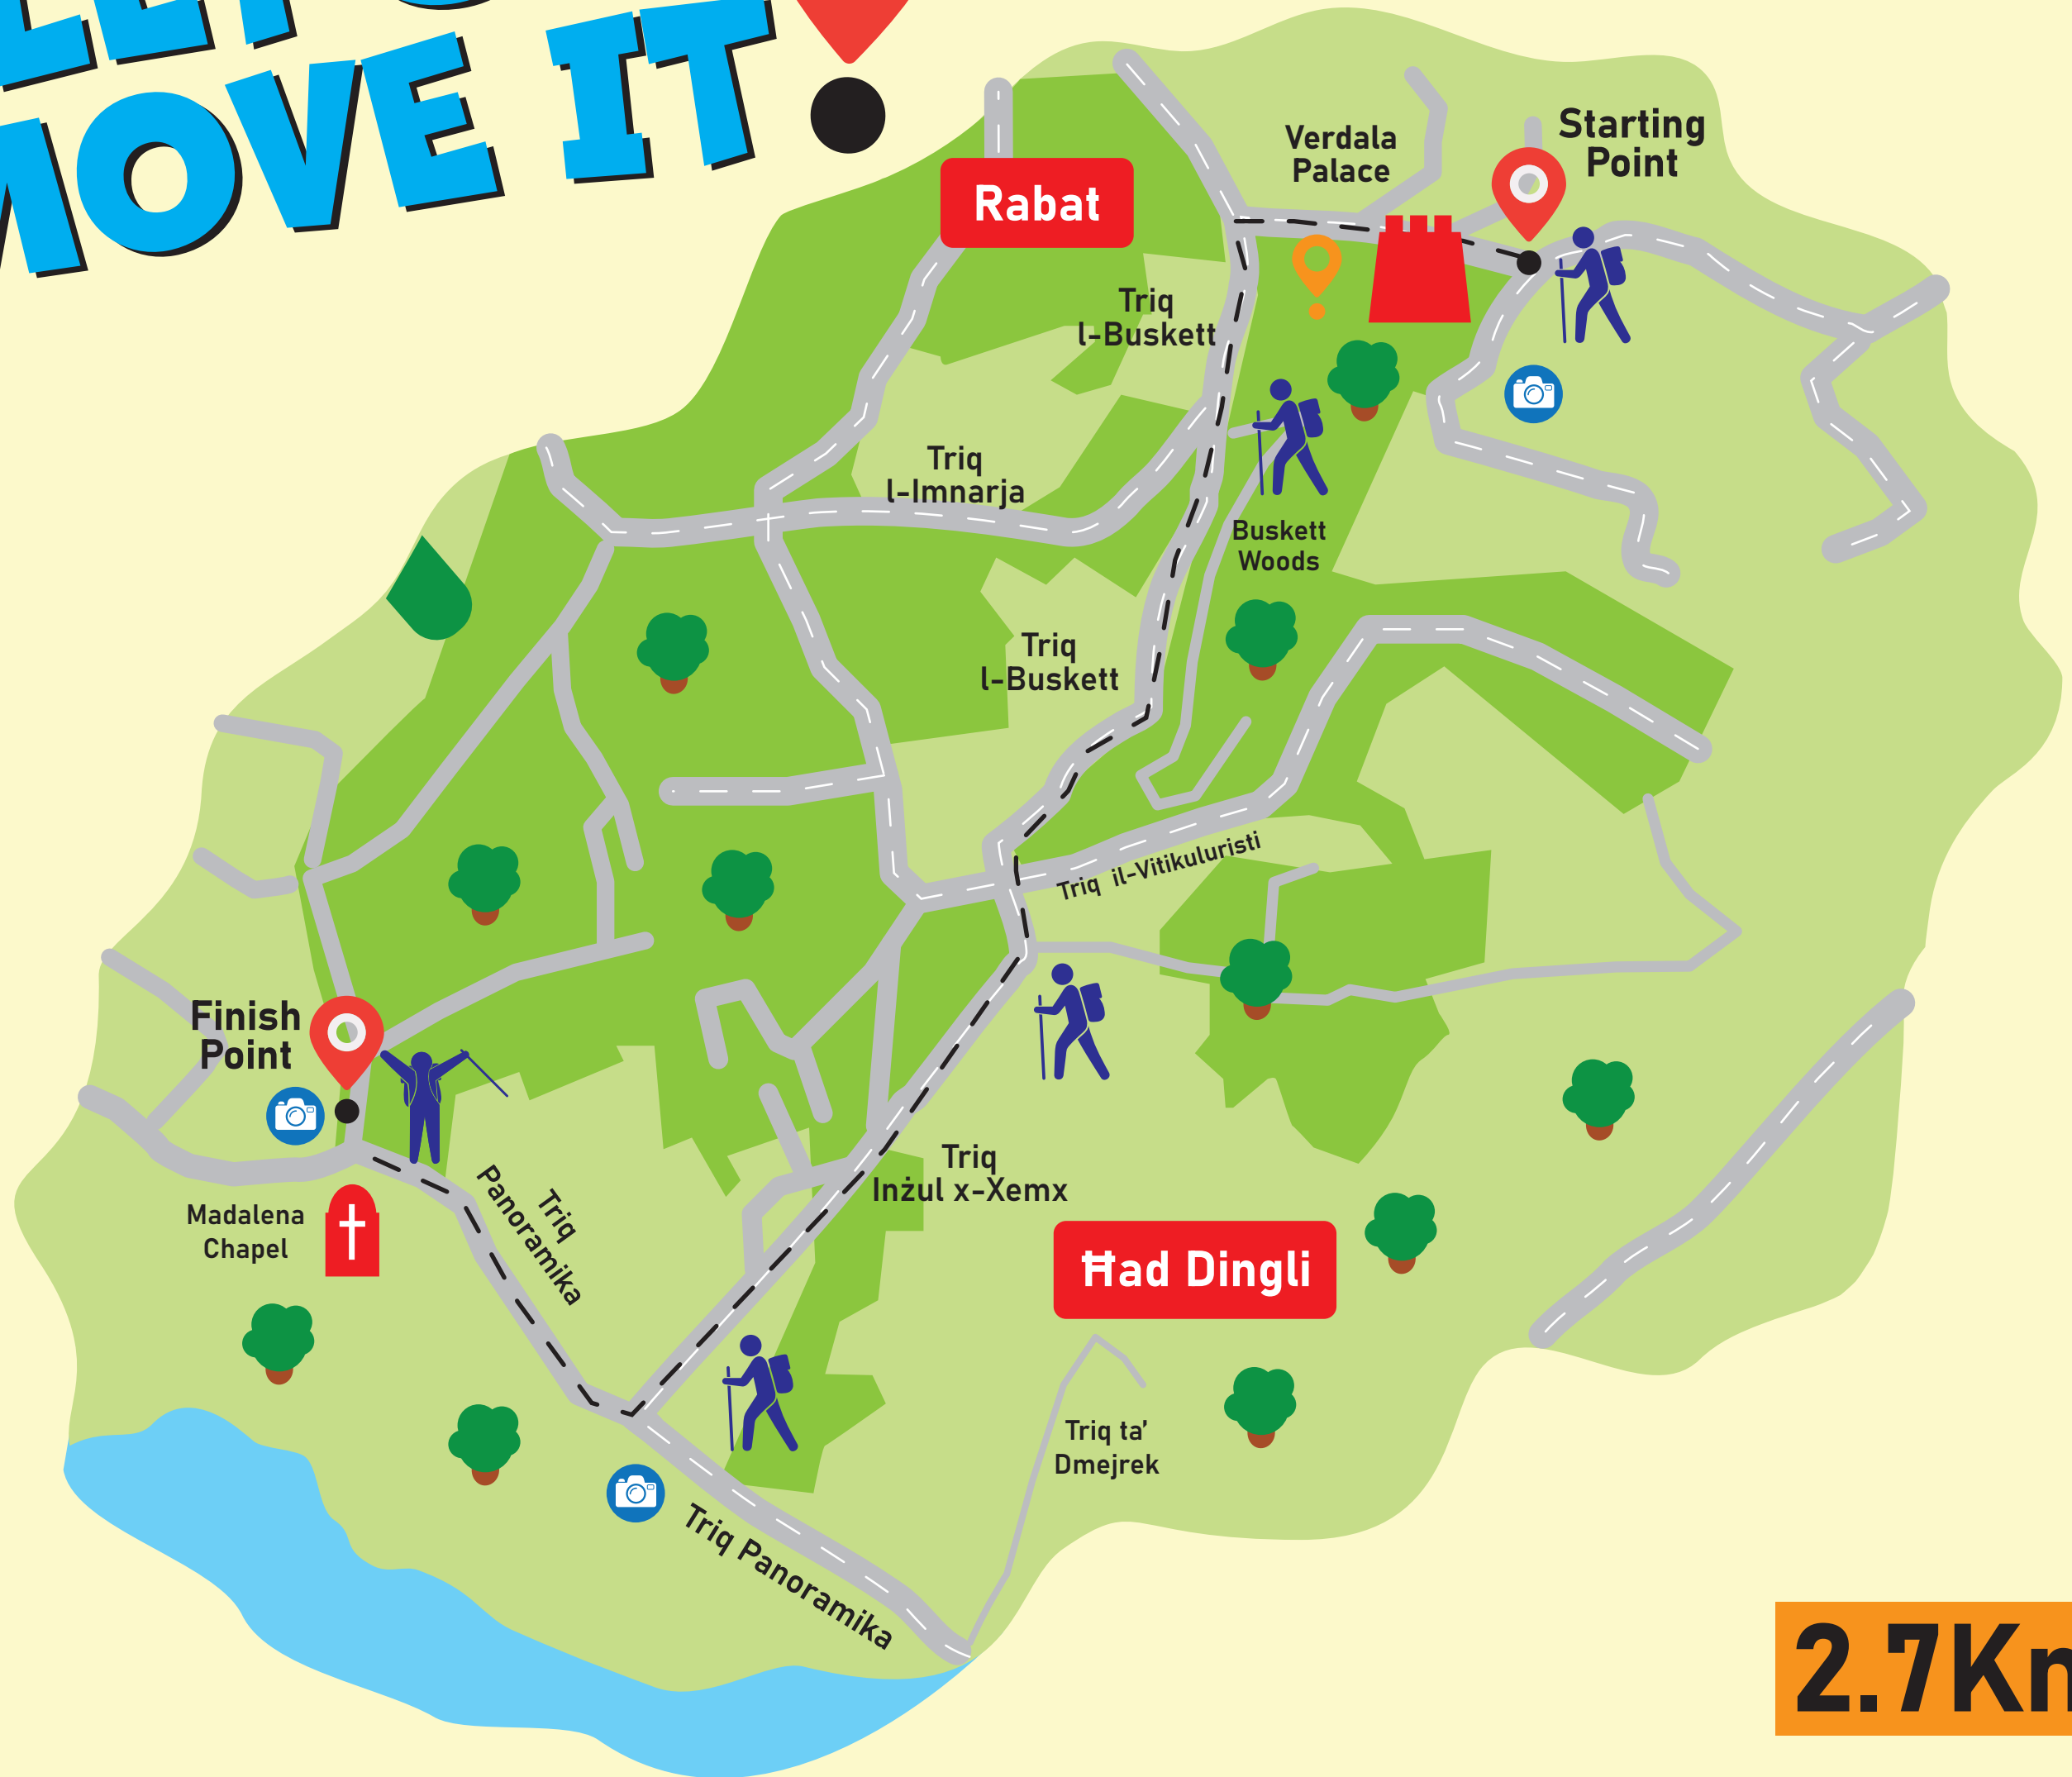 MOVE IT
Rabat
Verdala
Palace
Starting
Point
Triq
l-Buskett
Triq
l-Imnarja
Buskett
Woods
Triq
l-Buskett
Triq il-Vitikuluristi
Finish
Point
Triq
Inżul x-Xemx
Madalena
Chapel
Triq
Panoramika
Ħad Dingli
Triq ta'
Dmejrek
Triq Panoramika
2.7Km